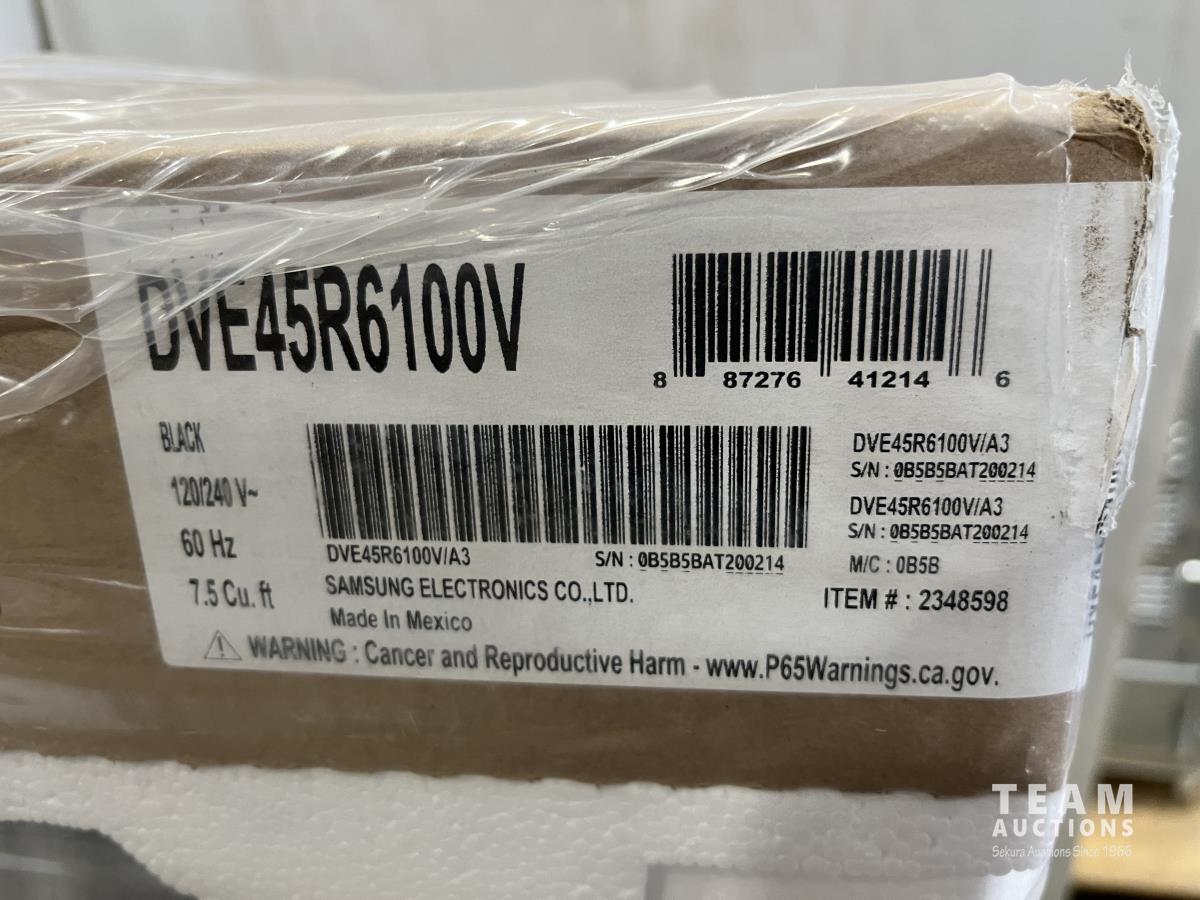 DVE45R6100V
8 87276 41214 6
BLACK
120/240 V~
60 Hz
7.5 Cu. ft
DVE45R6100V/A3 S/N : 0B5B5BAT200214
SAMSUNG ELECTRONICS CO.,LTD.
Made In Mexico
DVE45R6100V/A3
S/N : 0B5B5BAT200214
DVE45R6100V/A3
S/N : 0B5B5BAT200214
M/C : 0B5B
ITEM # : 2348598
WARNING : Cancer and Reproductive Harm - www.P65Warnings.ca.gov.
TEAM
AUCTIONS
Sekura Auctions Since 1966